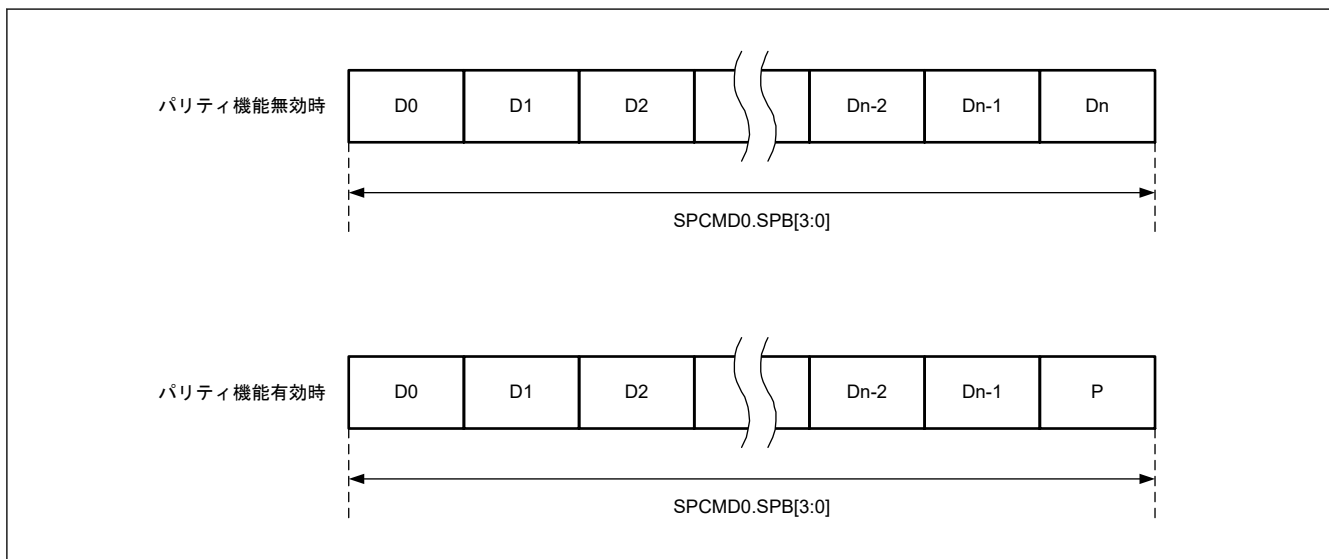 パリティ機能無効時 D0 D1 D2 Dn-2 Dn-1 Dn
SPCMD0.SPB[3:0]
パリティ機能有効時 D0 D1 D2 Dn-2 Dn-1 P
SPCMD0.SPB[3:0]